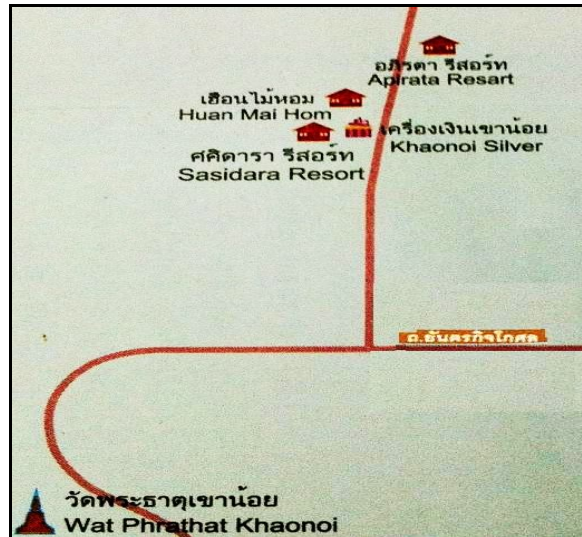 อภิรตา รีสอร์ท
Apirata Resart
เฮือนไม้หอม
Huan Mai Hom
เครื่องเงินเขาน้อย
Khaonoi Silver
ศศิดารา รีสอร์ท
Sasidara Resort
ถ.ยันตรกิจโกศล
วัดพระธาตุเขาน้อย
Wat Phrathat Khaonoi